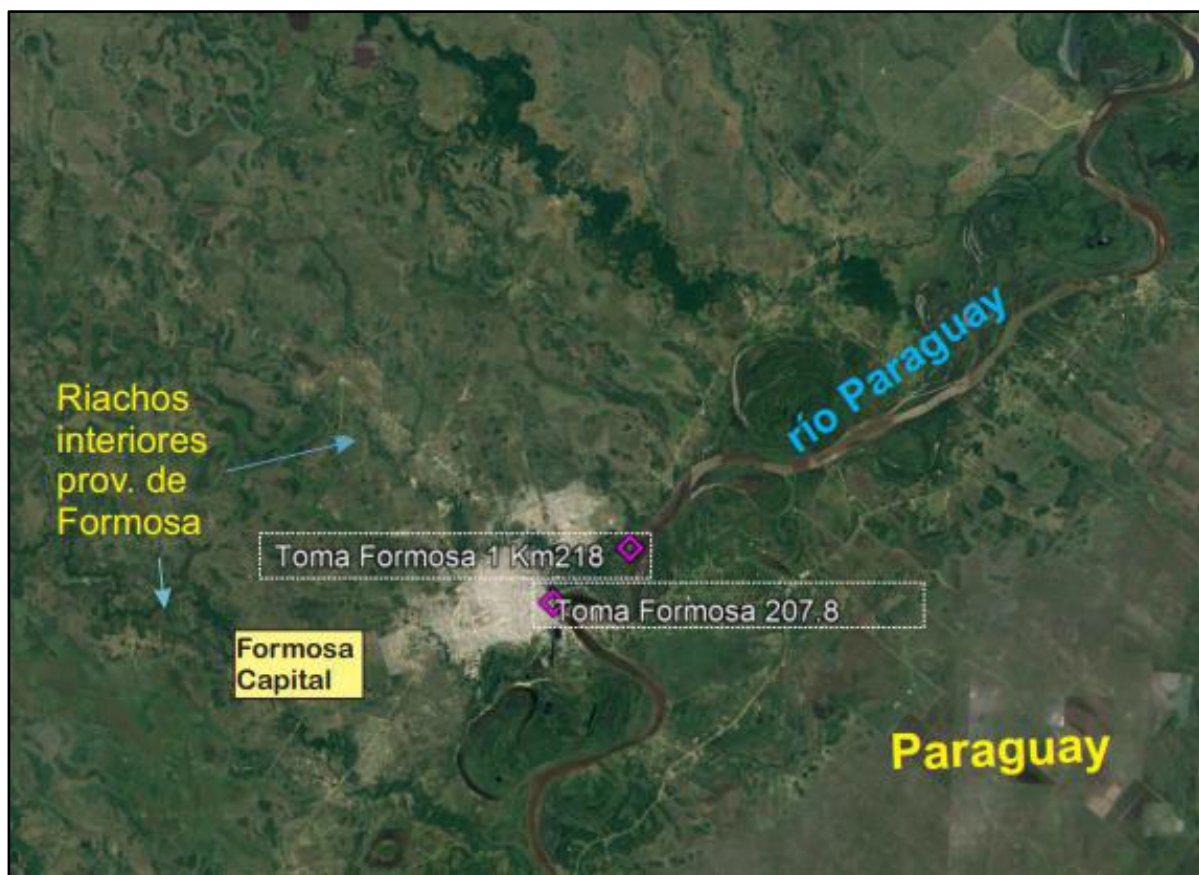 río Paraguay
Riachos
interiores
prov. de
Formosa
Toma Formosa 1 Km218
Toma Formosa 207.8
Formosa
Capital
Paraguay